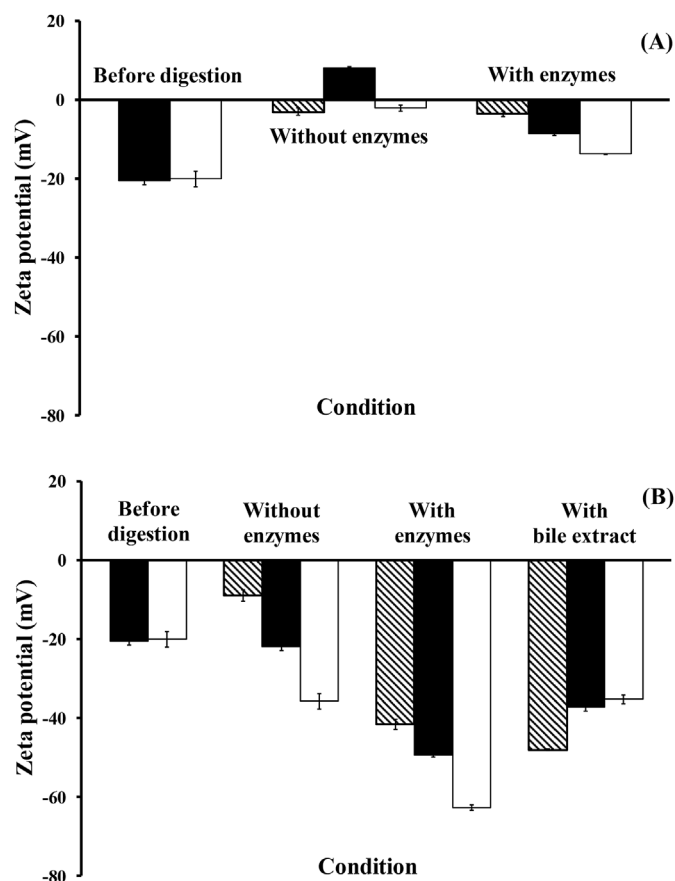 20
(A)
Before digestion
With enzymes
0
Without enzymes
-20
-40
-60
-80
Zeta potential (mV)
Condition
20
(B)
Before
digestion
Without
enzymes
With
enzymes
With
bile extract
0
-20
-40
-60
-80
Zeta potential (mV)
Condition